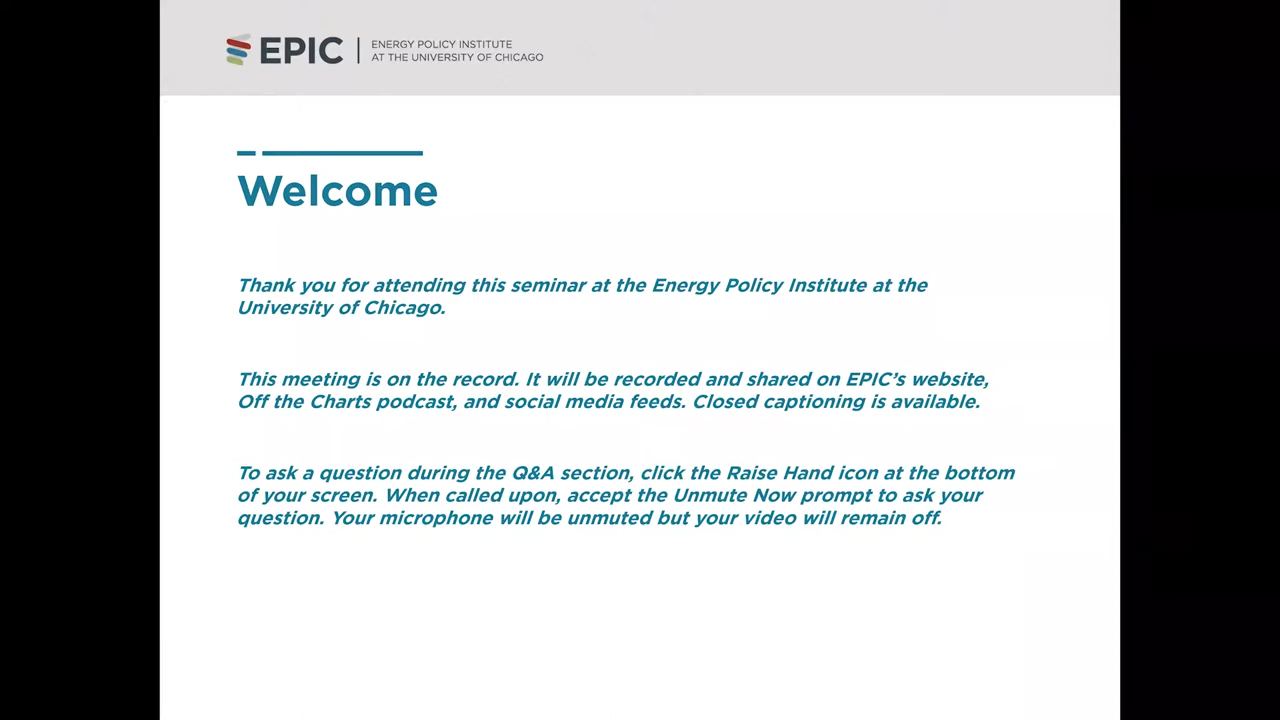 EPIC
ENERGY POLICY INSTITUTE
AT THE UNIVERSITY OF CHICAGO
Welcome
Thank you for attending this seminar at the Energy Policy Institute at the
University of Chicago.
This meeting is on the record. It will be recorded and shared on EPIC’s website,
Off the Charts podcast, and social media feeds. Closed captioning is available.
To ask a question during the Q&A section, click the Raise Hand icon at the bottom
of your screen. When called upon, accept the Unmute Now prompt to ask your
question. Your microphone will be unmuted but your video will remain off.